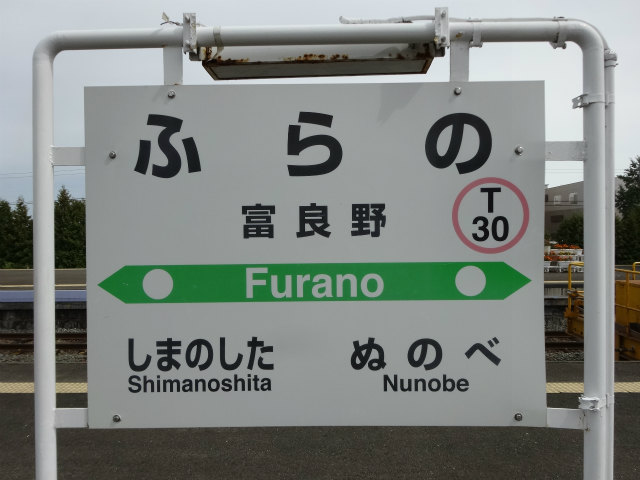 ふらの
富良野
T
30
Furano
しまのした ぬのべ
Shimanoshita Nunobe